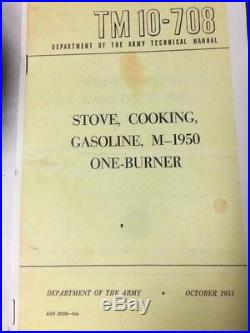 TM 10-708
DEPARTMENT OF THE ARMY TECHNICAL MANUAL
STOVE, COOKING,
GASOLINE, M–1950
ONE-BURNER
DEPARTMENT OF THE ARMY • OCTOBER 1951